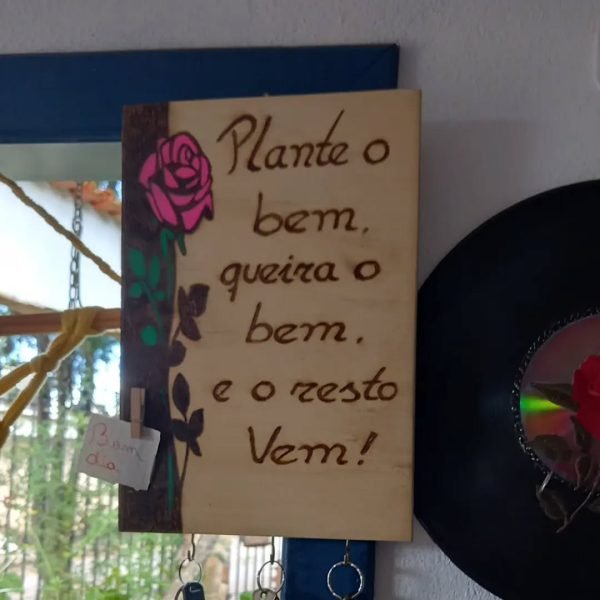 Plante o
bem,
queira o
bem,
e o resto
Vem!
Bom
dia.